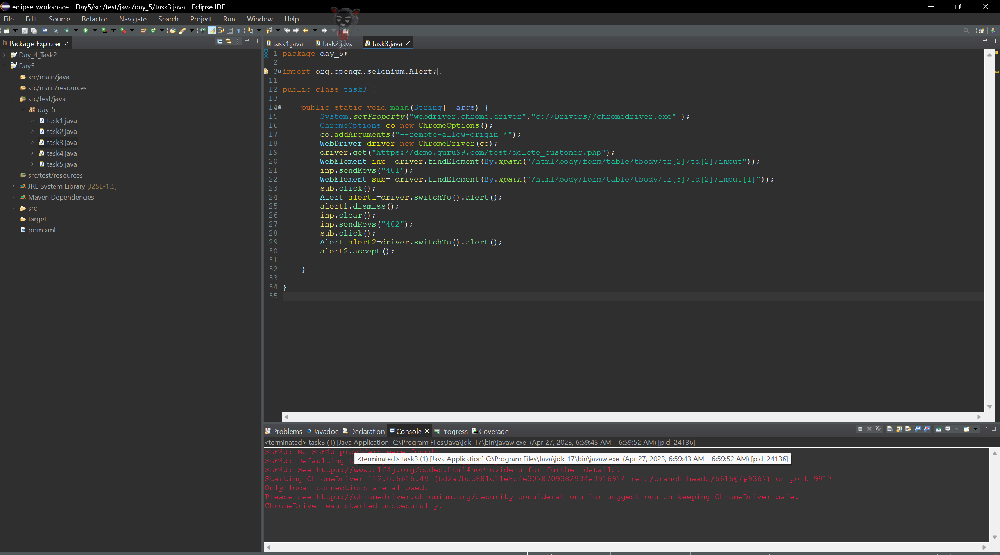 eclipse-workspace - Day5/src/test/java/day_5/task3.java - Eclipse IDE
File Edit Source Refactor Navigate Search Project Run Window Help
Package Explorer
Day_4_Task2
Day5
src/main/java
src/main/resources
src/test/java
day_5
task1.java
task2.java
task3.java
task4.java
task5.java
src/test/resources
JRE System Library [J2SE-1.5]
Maven Dependencies
src
target
pom.xml
task1.java task2.java task3.java
1 package day_5;
2
3 import org.openqa.selenium.Alert;
11
12 public class task3 {
13
14 public static void main(String[] args) {
15 System.setProperty("webdriver.chrome.driver","c://Drivers//chromedriver.exe" );
16 ChromeOptions co=new ChromeOptions();
17 co.addArguments("--remote-allow-origin=*");
18 WebDriver driver=new ChromeDriver(co);
19 driver.get("https://demo.guru99.com/test/delete_customer.php");
20 WebElement inp= driver.findElement(By.xpath("/html/body/form/table/tbody/tr[2]/td[2]/input"));
21 inp.sendKeys("401");
22 WebElement sub= driver.findElement(By.xpath("/html/body/form/table/tbody/tr[3]/td[2]/input[1]"));
23 sub.click();
24 Alert alert1=driver.switchTo().alert();
25 alert1.dismiss();
26 inp.clear();
27 inp.sendKeys("402");
28 sub.click();
29 Alert alert2=driver.switchTo().alert();
30 alert2.accept();
31
32 }
33
34 }
35
Problems Javadoc Declaration Console Progress Coverage
<terminated> task3 (1) [Java Application] C:\Program Files\Java\jdk-17\bin\javaw.exe (Apr 27, 2023, 6:59:43 AM – 6:59:52 AM) [pid: 24136]
SLF4J: No SLF4J providers were found
<terminated> task3 (1) [Java Application] C:\Program Files\Java\jdk-17\bin\javaw.exe (Apr 27, 2023, 6:59:43 AM – 6:59:52 AM) [pid: 24136]
SLF4J: Defaulting
SLF4J: See https://www.slf4j.org/codes.html#noProviders for further details.
Starting ChromeDriver 112.0.5615.49 (bd2a7bcb881c11e8cfe3078709382934e3916914-refs/branch-heads/5615@{#936}) on port 9917
Only local connections are allowed.
Please see https://chromedriver.chromium.org/security-considerations for suggestions on keeping ChromeDriver safe.
ChromeDriver was started successfully.